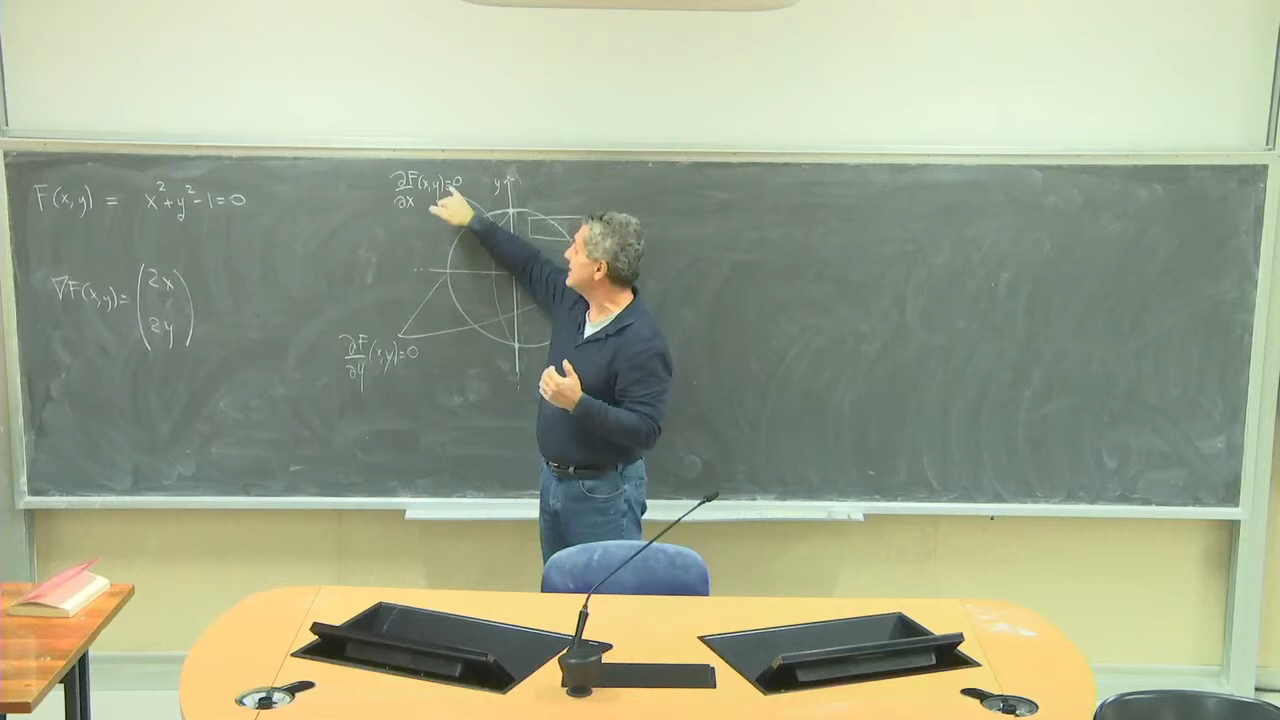 F(x,y) = x²+y²-1=0
∇F(x,y)= (2x
2y)
∂F(x,y)=0
∂x
y
∂F/∂y (x,y)=0